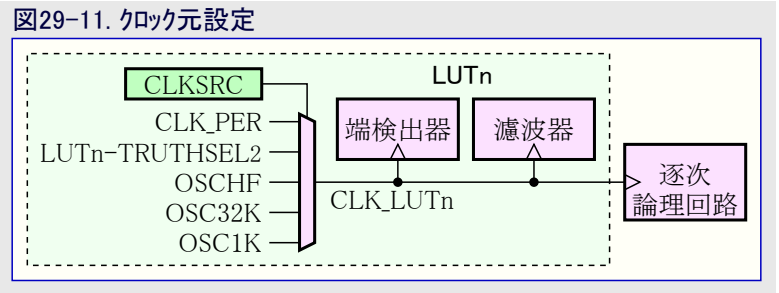 図29-11. クロック元設定
LUTn
CLKSRC
CLK_PER
LUTn-TRUTHSEL2
OSCHF
OSC32K
OSC1K
端検出器
濾波器
CLK_LUTn
逐次
論理回路